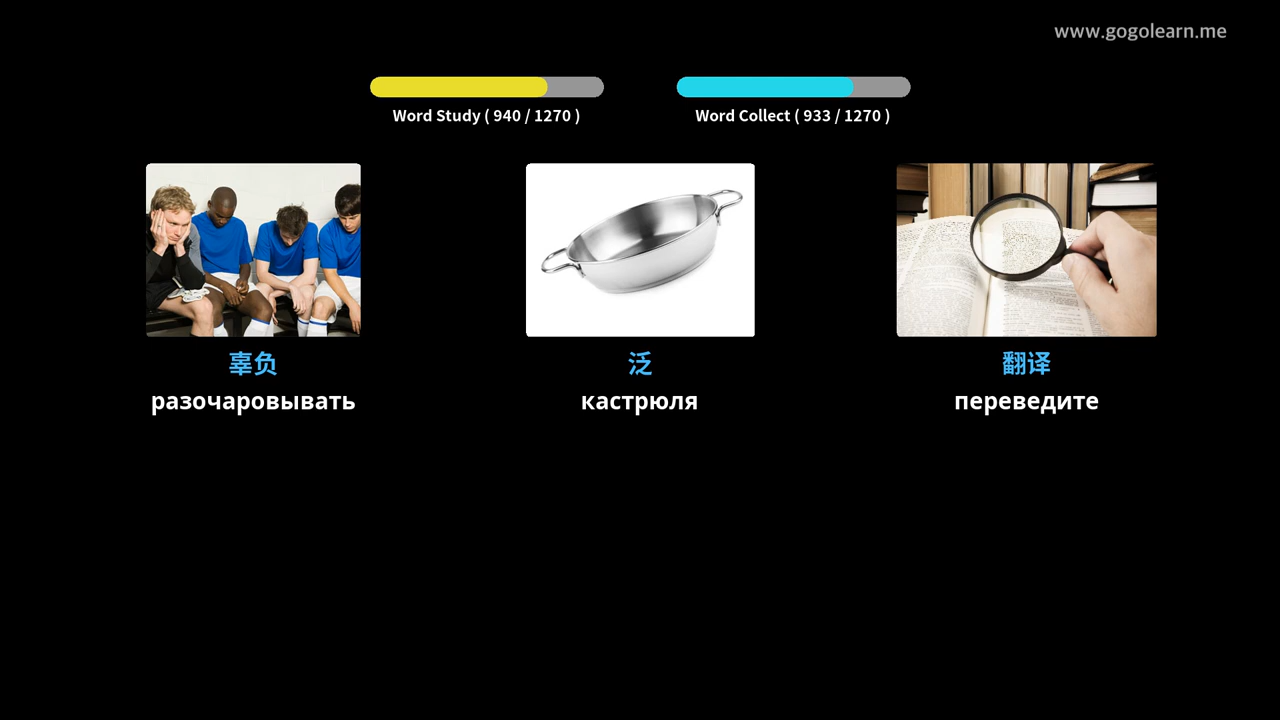 www.gogolearn.me
Word Study ( 940 / 1270 )
Word Collect ( 933 / 1270 )
辜负
泛
翻译
разочаровывать
кастрюля
переведите